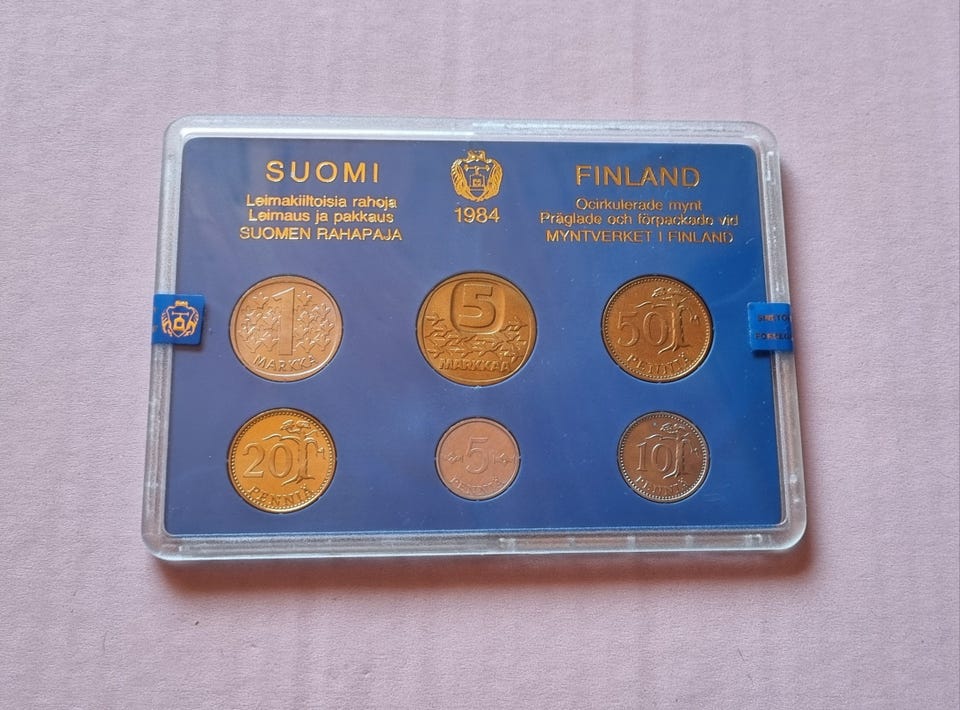 SUOMI
Leimakiiltoisia rahoja
Leimaus ja pakkaus
SUOMEN RAHAPAJA
1984
FINLAND
Ocirkulerade mynt
Präglade och förpackade vid
MYNTVERKET I FINLAND
1
MARKKA
5
MARKKAA
50
PENNIÄ
20
PENNIÄ
5
PENNIÄ
10
PENNIÄ